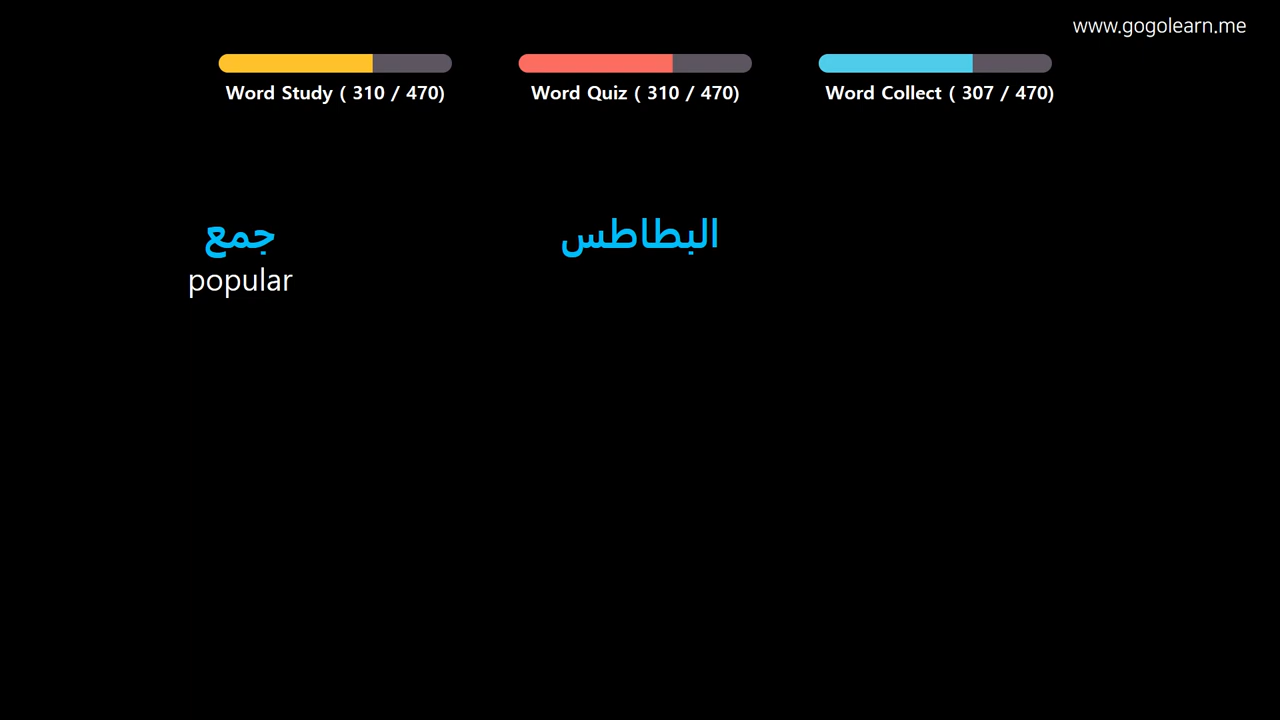 www.gogolearn.me
Word Study ( 310 / 470)
Word Quiz ( 310 / 470)
Word Collect ( 307 / 470)
جمع
popular
البطاطس